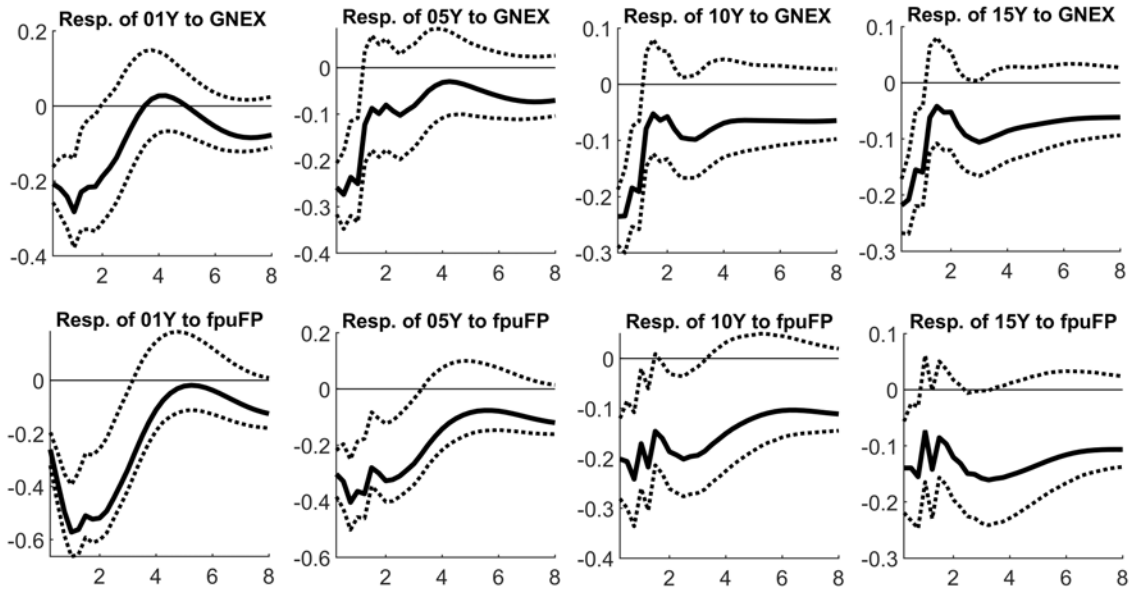 Resp. of 01Y to GNEX
0.2
0
-0.2
-0.4
2 4 6 8
Resp. of 05Y to GNEX
0
-0.1
-0.2
-0.3
-0.4
2 4 6 8
Resp. of 10Y to GNEX
0.1
0
-0.1
-0.2
-0.3
2 4 6 8
Resp. of 15Y to GNEX
0.1
0
-0.1
-0.2
-0.3
2 4 6 8
Resp. of 01Y to fpuFP
0
-0.2
-0.4
-0.6
2 4 6 8
Resp. of 05Y to fpuFP
0.2
0
-0.2
-0.4
-0.6
2 4 6 8
Resp. of 10Y to fpuFP
0
-0.1
-0.2
-0.3
-0.4
2 4 6 8
Resp. of 15Y to fpuFP
0.1
0
-0.1
-0.2
-0.3
2 4 6 8